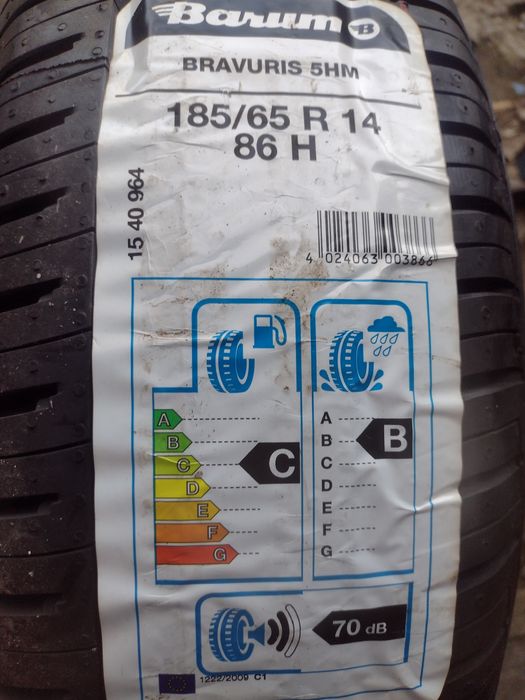 Barum B
BRAVURIS 5HM
185/65 R 14
86 H
15 40 964
4 024063 003866
A
B
C
D
E
F
G
C
A
B
C
D
E
F
G
B
70 dB
1222/2009 C1